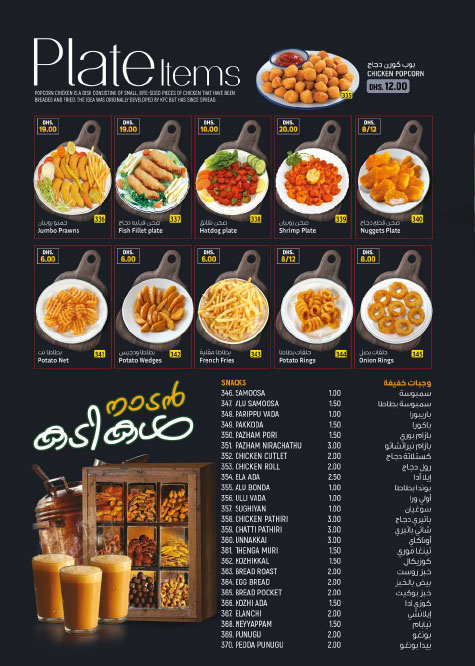 Plate Items
POPCORN CHICKEN IS A DISH CONSISTING OF SMALL, BITE-SIZED PIECES OF CHICKEN THAT HAVE BEEN
BREADED AND FRIED. THE IDEA WAS ORIGINALLY DEVELOPED BY KFC BUT HAS SINCE SPREAD.
335
بوب كورن دجاج
CHICKEN POPCORN
DHS. 12.00
DHS. 19.00
336
جمبو روبيان
Jumbo Prawns
DHS. 19.00
337
صحن فيليه دجاج
Fish Fillet plate
DHS. 10.00
338
صحن نقانق
Hotdog plate
DHS. 20.00
339
صحن روبيان
Shrimp Plate
DHS. 8/12
340
صحن قطع دجاج
Nuggets Plate
DHS. 6.00
341
بطاطا نت
Potato Net
DHS. 6.00
342
بطاطا ودجيس
Potato Wedges
DHS. 6.00
343
بطاطا مقلية
French Fries
DHS. 8/12
344
حلقات بطاطا
Potato Rings
DHS. 8.00
345
حلقات بصل
Onion Rings
നാടൻ
കടികൾ
SNACKS وجبات خفيفة
346. SAMOOSA 1.00 سمبوسة
347. ALU SAMOOSA 1.50 سمبوسة بطاطا
348. PARIPPU VADA 1.00 باريبورا
349. PAKKODA 1.50 باكورا
350. PAZHAM PORI 1.50 بازام بوري
351. PAZHAM NIRACHATHU 3.00 بازام نيراتشاتو
352. CHICKEN CUTLET 2.00 كستلاتة دجاج
353. CHICKEN ROLL 2.00 رول دجاج
354. ELA ADA 2.50 إيلا أدا
355. ALU BONDA 1.00 بوندا بطاطا
356. ULLI VADA 1.00 أولي ورا
357. SUGHIYAN 1.00 سوغيان
358. CHICKEN PATHIRI 3.00 باتيري دجاج
359. CHATTI PATHIRI 3.00 شاتي باتيري
360. UNNAKKAI 3.00 أوناكاي
361. THENGA MURI 1.50 تينغا موري
362. KOZHIKKAL 1.50 كوزيكال
363. BREAD ROAST 2.00 خبز روست
364. EGG BREAD 2.00 بيض بالخبز
365. BREAD POCKET 2.00 خبز بوكيت
366. KOZHI ADA 1.50 كوزي ادا
367. ELANCHI 2.00 إيلانشي
368. NEYYAPPAM 1.50 نيايام
369. PUNUGU 2.00 بونغو
370. PEDDA PUNUGU 2.00 بيدا بونغو